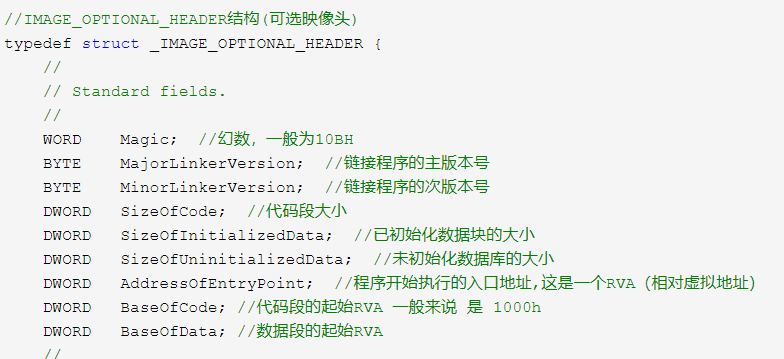 //IMAGE_OPTIONAL_HEADER结构(可选映像头)
typedef struct _IMAGE_OPTIONAL_HEADER {
    //
    // Standard fields.
    //
    WORD    Magic;  //幻数, 一般为10BH
    BYTE    MajorLinkerVersion;  //链接程序的主版本号
    BYTE    MinorLinkerVersion;  //链接程序的次版本号
    DWORD   SizeOfCode;  //代码段大小
    DWORD   SizeOfInitializedData;  //已初始化数据块的大小
    DWORD   SizeOfUninitializedData;  //未初始化数据库的大小
    DWORD   AddressOfEntryPoint;  //程序开始执行的入口地址,这是一个RVA (相对虚拟地址)
    DWORD   BaseOfCode; //代码段的起始RVA 一般来说 是 1000h
    DWORD   BaseOfData; //数据段的起始RVA
    //